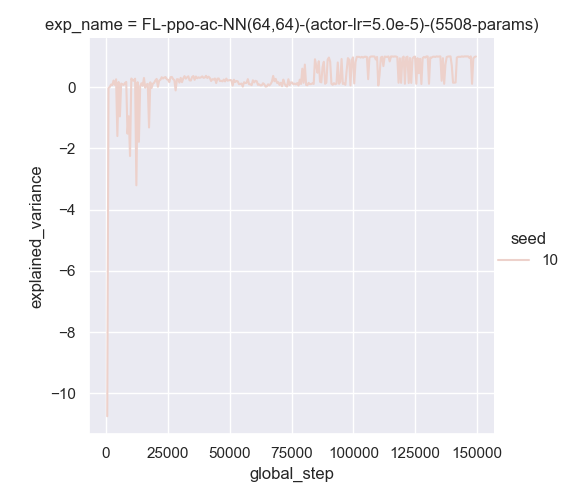 exp_name = FL-ppo-ac-NN(64,64)-(actor-lr=5.0e-5)-(5508-params)
0
−2
−4
−6
−8
−10
explained_variance
seed
10
0 25000 50000 75000 100000 125000 150000
global_step